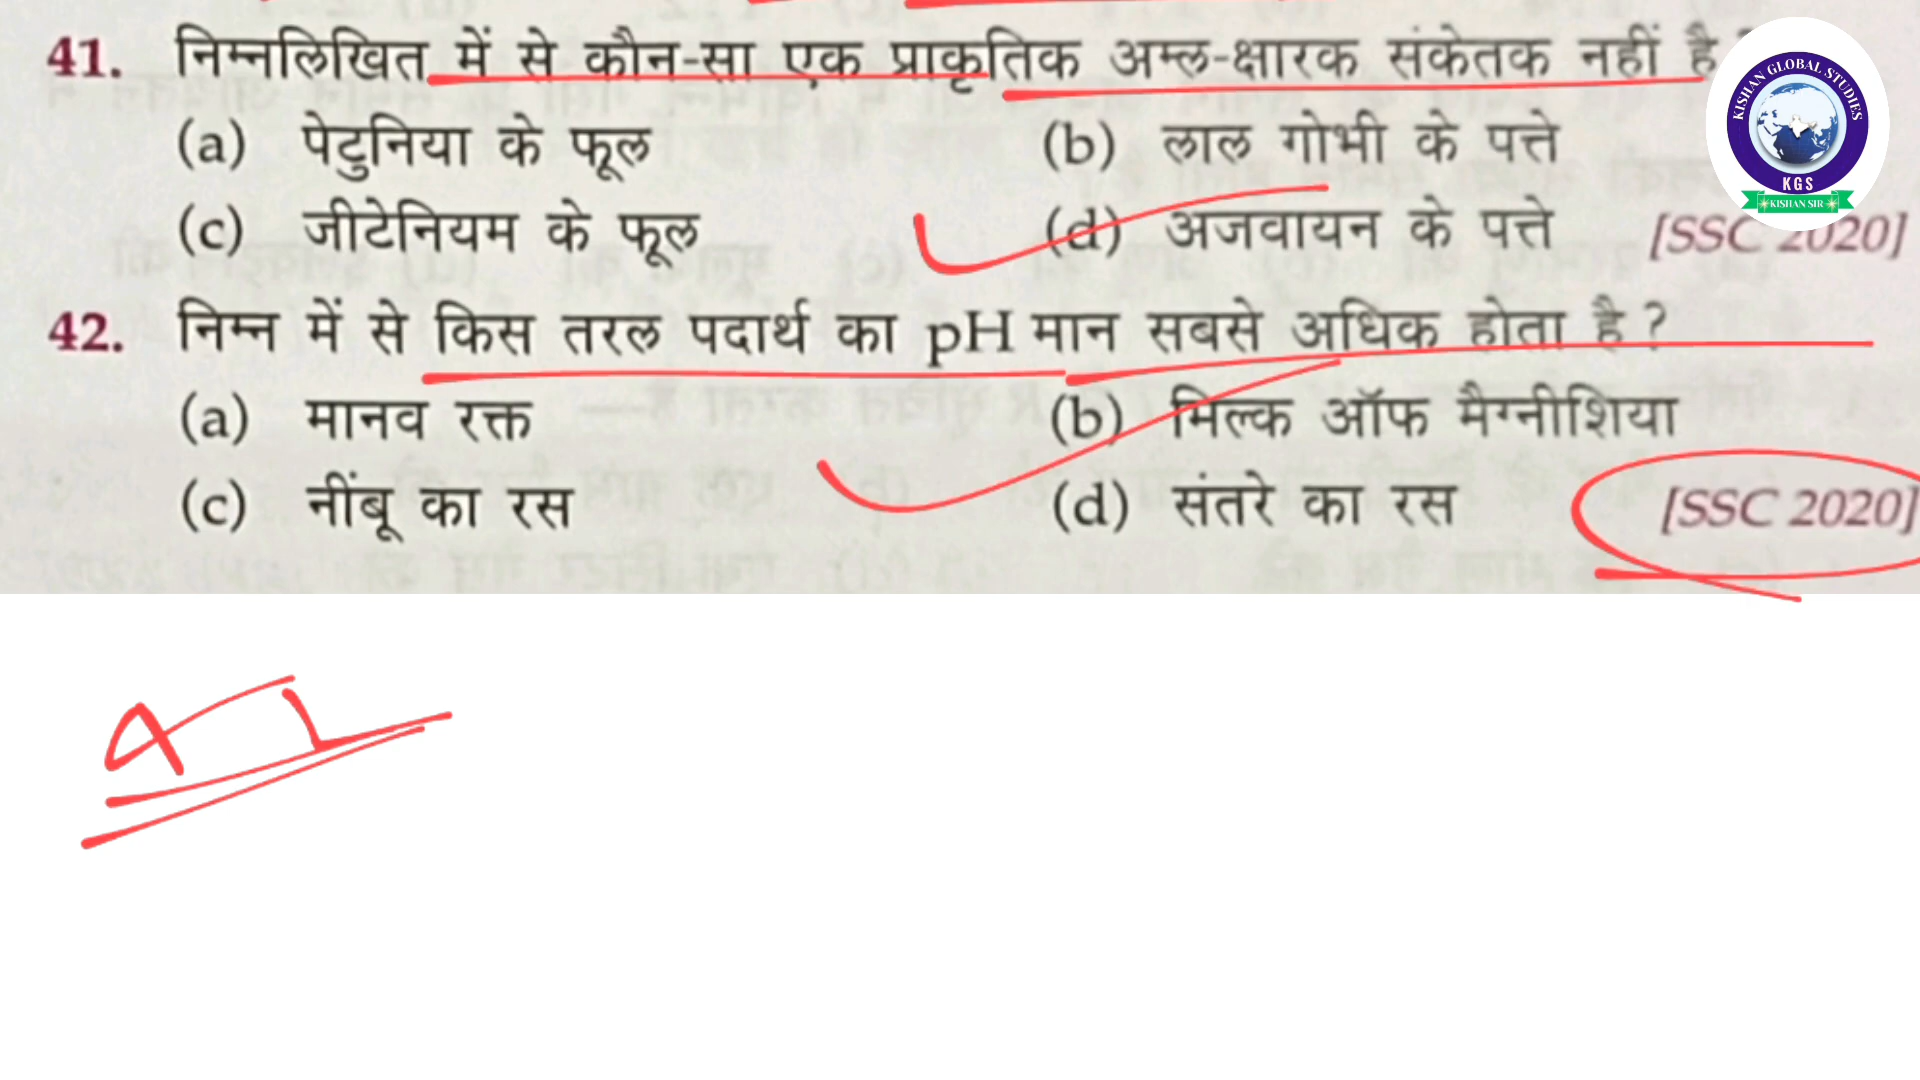 41. निम्नलिखित में से कौन-सा एक प्राकृतिक अम्ल-क्षारक संकेतक नहीं है
(a) पेटुनिया के फूल (b) लाल गोभी के पत्ते
(c) जीटेनियम के फूल (d) अजवायन के पत्ते [SSC 2020]
42. निम्न में से किस तरल पदार्थ का pH मान सबसे अधिक होता है ?
(a) मानव रक्त (b) मिल्क ऑफ मैग्नीशिया
(c) नींबू का रस (d) संतरे का रस [SSC 2020]
KISHAN GLOBAL STUDIES
KGS
KISHAN SIR